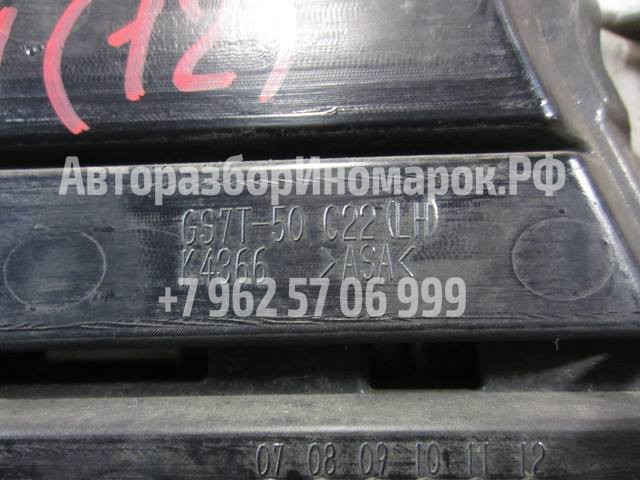 (12)
АвторазборИномарок.РФ
GS7T-50 C22(LH)
K4366 >ASA<
+7 962 57 06 999
07 08 09 10 11 12